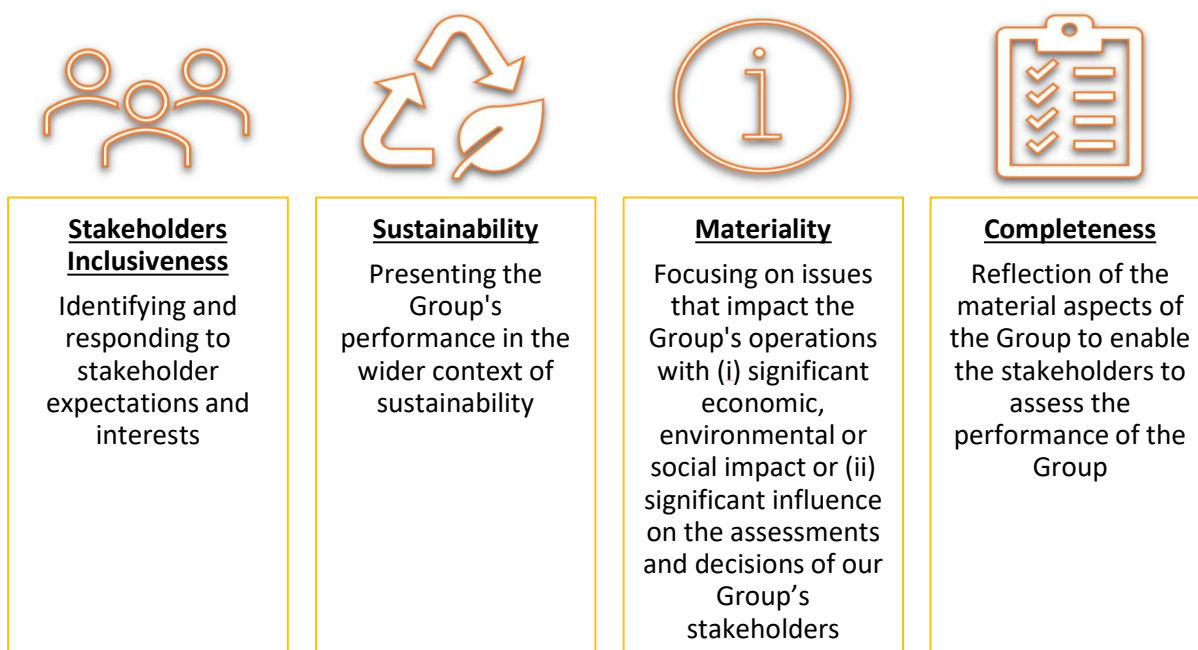 Stakeholders
Inclusiveness
Identifying and
responding to
stakeholder
expectations and
interests
Sustainability
Presenting the
Group's
performance in the
wider context of
sustainability
Materiality
Focusing on issues
that impact the
Group's operations
with (i) significant
economic,
environmental or
social impact or (ii)
significant influence
on the assessments
and decisions of our
Group’s
stakeholders
Completeness
Reflection of the
material aspects of
the Group to enable
the stakeholders to
assess the
performance of the
Group